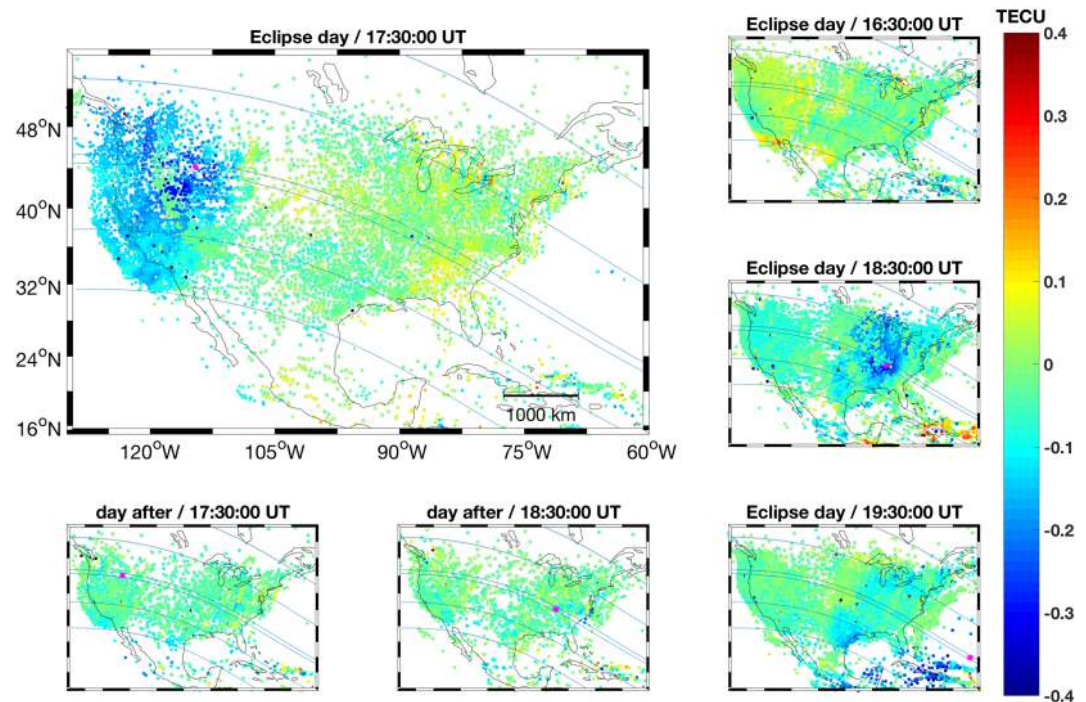 Eclipse day / 17:30:00 UT
48°N
40°N
32°N
24°N
16°N
120°W
105°W
90°W
75°W
60°W
1000 km
Eclipse day / 16:30:00 UT
Eclipse day / 18:30:00 UT
day after / 17:30:00 UT
day after / 18:30:00 UT
Eclipse day / 19:30:00 UT
TECU
0.4
0.3
0.2
0.1
0
-0.1
-0.2
-0.3
-0.4